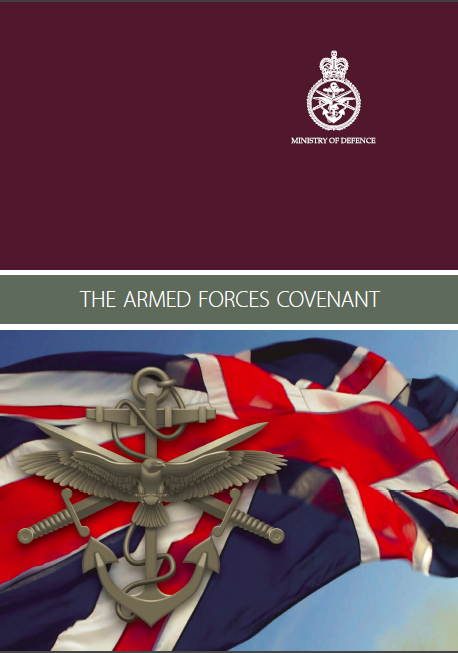 MINISTRY OF DEFENCE
THE ARMED FORCES COVENANT